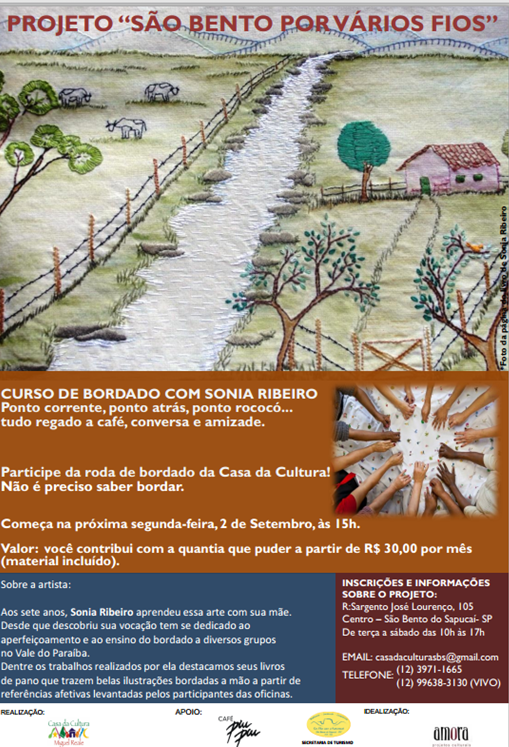 PROJETO “SÃO BENTO POR VÁRIOS FIOS”
*Foto da página do livro de Sonia Ribeiro
CURSO DE BORDADO COM SONIA RIBEIRO
Ponto corrente, ponto atrás, ponto rococó...
tudo regado a café, conversa e amizade.
Participe da roda de bordado da Casa da Cultura!
Não é preciso saber bordar.
Começa na próxima segunda-feira, 2 de Setembro, às 15h.
Valor: você contribui com a quantia que puder a partir de R$ 30,00 por mês
(material incluído).
Sobre a artista:
Aos sete anos, Sonia Ribeiro aprendeu essa arte com sua mãe.
Desde que descobriu sua vocação tem se dedicado ao
aperfeiçoamento e ao ensino do bordado a diversos grupos
no Vale do Paraíba.
Dentre os trabalhos realizados por ela destacamos seus livros
de pano que trazem belas ilustrações bordadas a mão a partir de
referências afetivas levantadas pelos participantes das oficinas.
INSCRIÇÕES E INFORMAÇÕES
SOBRE O PROJETO:
R:Sargento José Lourenço, 105
Centro – São Bento do Sapucaí- SP
De terça a sábado das 10h às 17h
EMAIL: casadaculturasbs@gmail.com
TELEFONE: (12) 3971-1665
(12) 99638-3130 (VIVO)
REALIZAÇÃO:
Casa da Cultura
Miguel Reale
APOIO:
CAFÉ
pau pau
SECRETARIA DE TURISMO
IDEALIZAÇÃO:
amora
projetos culturais